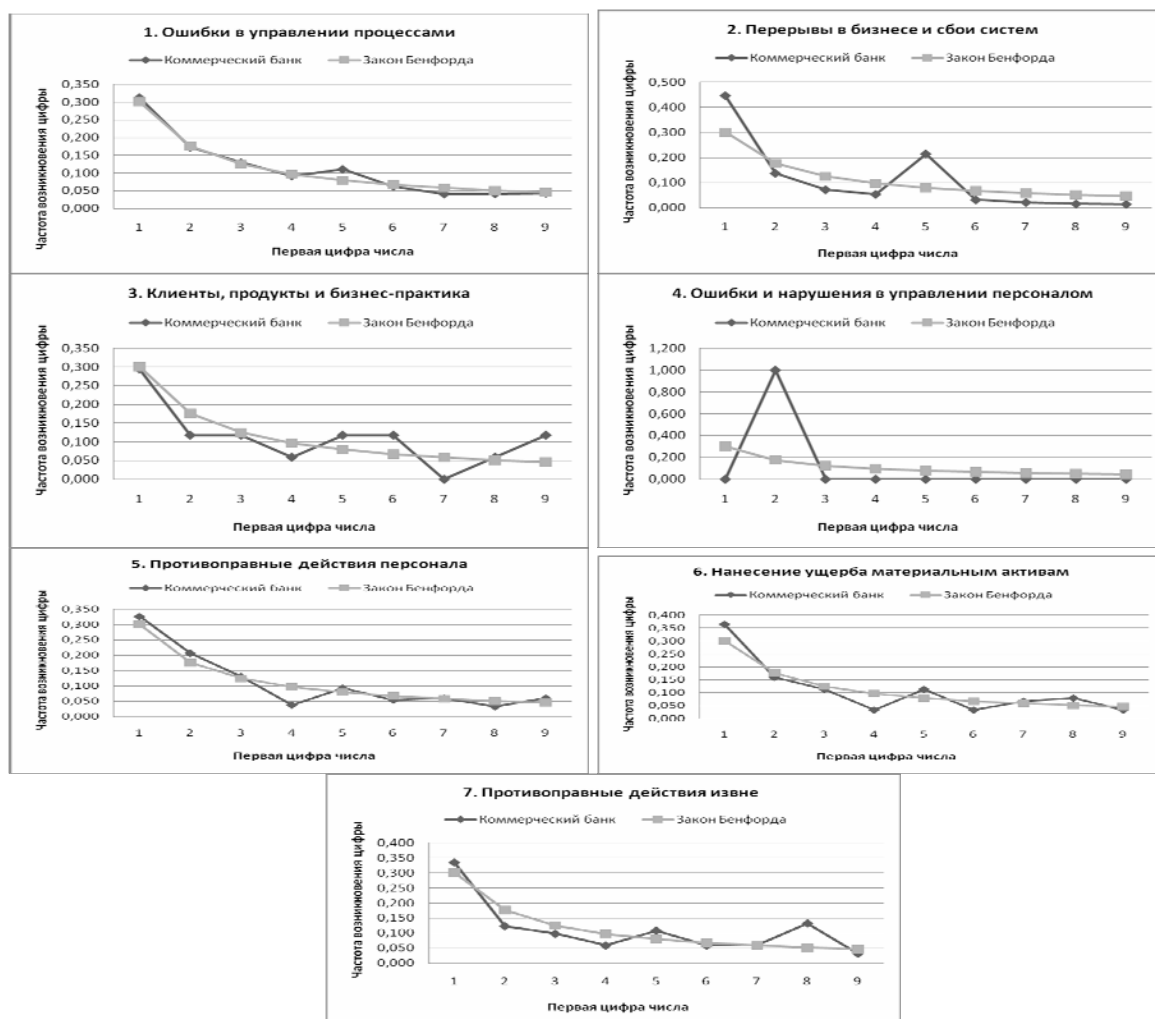 1. Ошибки в управлении процессами
Коммерческий банк Закон Бенфорда
Частота возникновения цифры
0,350
0,300
0,250
0,200
0,150
0,100
0,050
0,000
1 2 3 4 5 6 7 8 9
Первая цифра числа
2. Перерывы в бизнесе и сбои систем
Коммерческий банк Закон Бенфорда
Частота возникновения цифры
0,500
0,400
0,300
0,200
0,100
0,000
1 2 3 4 5 6 7 8 9
Первая цифра числа
3. Клиенты, продукты и бизнес-практика
Коммерческий банк Закон Бенфорда
Частота возникновения цифры
0,350
0,300
0,250
0,200
0,150
0,100
0,050
0,000
1 2 3 4 5 6 7 8 9
Первая цифра числа
4. Ошибки и нарушения в управлении персоналом
Коммерческий банк Закон Бенфорда
Частота возникновения цифры
1,200
1,000
0,800
0,600
0,400
0,200
0,000
1 2 3 4 5 6 7 8 9
Первая цифра числа
5. Противоправные действия персонала
Коммерческий банк Закон Бенфорда
Частота возникновения цифры
0,350
0,300
0,250
0,200
0,150
0,100
0,050
0,000
1 2 3 4 5 6 7 8 9
Первая цифра числа
6. Нанесение ущерба материальным активам
Коммерческий банк Закон Бенфорда
Частота возникновения цифры
0,400
0,350
0,300
0,250
0,200
0,150
0,100
0,050
0,000
1 2 3 4 5 6 7 8 9
Первая цифра числа
7. Противоправные действия извне
Коммерческий банк Закон Бенфорда
Частота возникновения цифры
0,400
0,350
0,300
0,250
0,200
0,150
0,100
0,050
0,000
1 2 3 4 5 6 7 8 9
Первая цифра числа